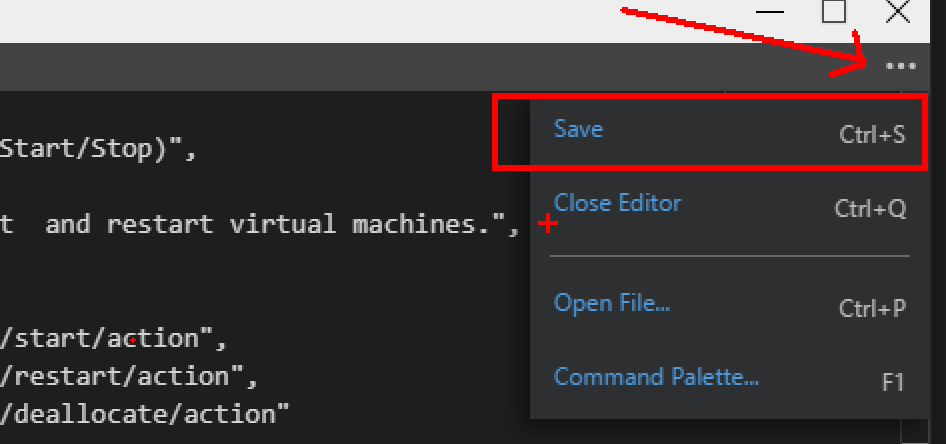 ...
Save Ctrl+S
Start/Stop)",
Close Editor Ctrl+Q
t  and restart virtual machines.",
Open File... Ctrl+P
/start/action",
Command Palette... F1
/restart/action",
/deallocate/action"